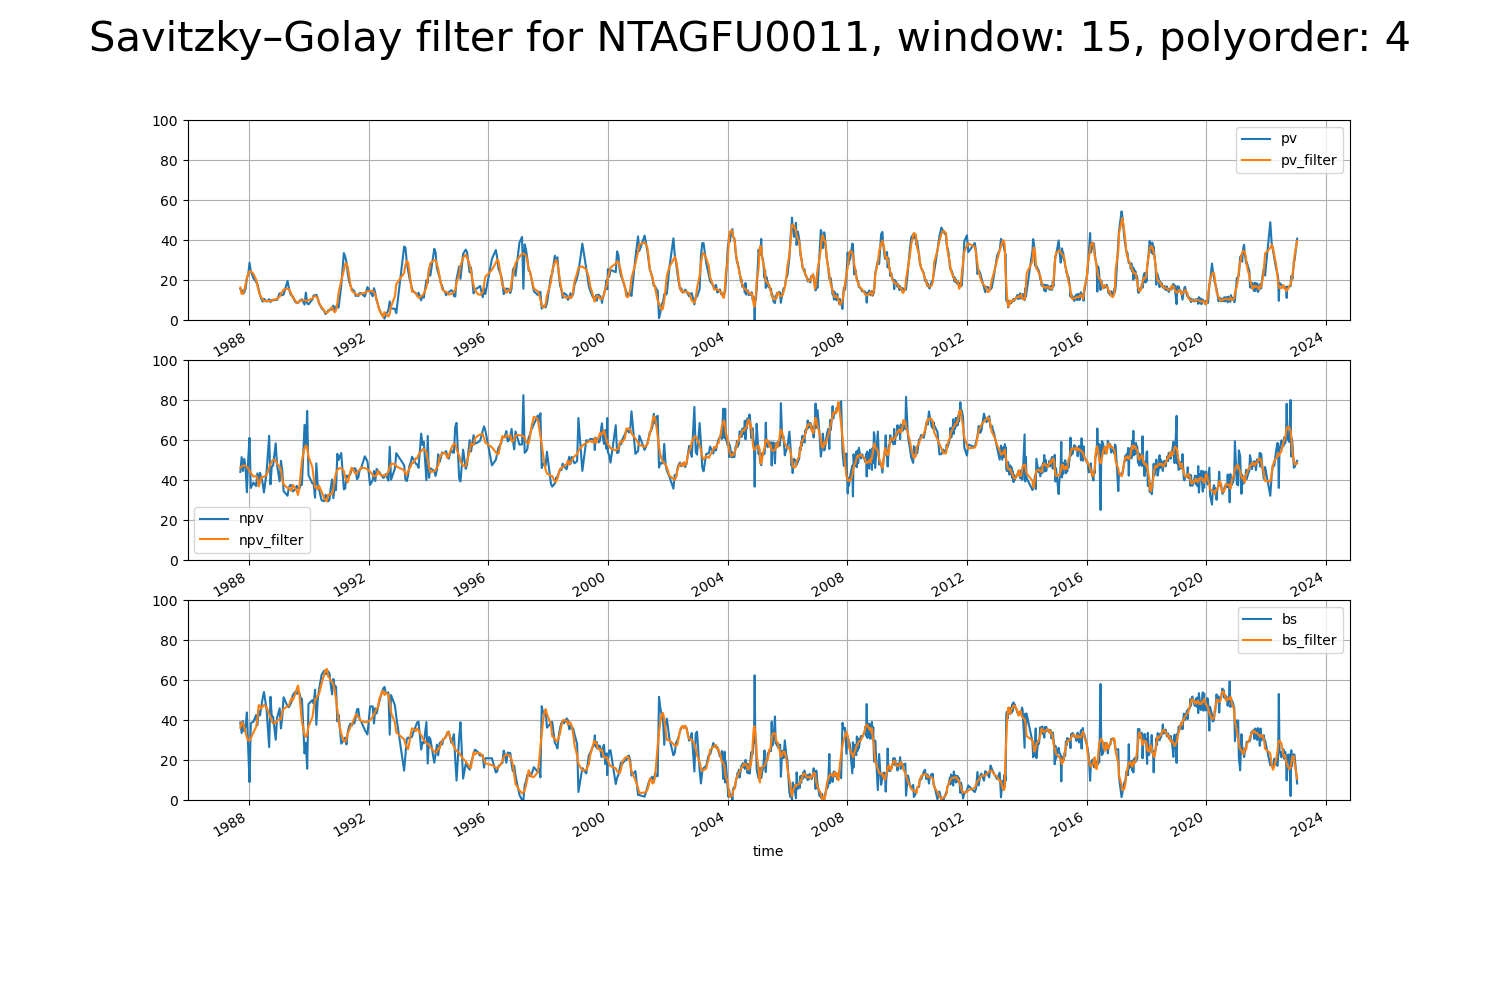 Savitzky–Golay filter for NTAGFU0011, window: 15, polyorder: 4
100
80
60
40
20
0
pv
pv_filter
1988 1992 1996 2000 2004 2008 2012 2016 2020 2024
100
80
60
40
20
0
npv
npv_filter
1988 1992 1996 2000 2004 2008 2012 2016 2020 2024
100
80
60
40
20
0
bs
bs_filter
1988 1992 1996 2000 2004 2008 2012 2016 2020 2024
time